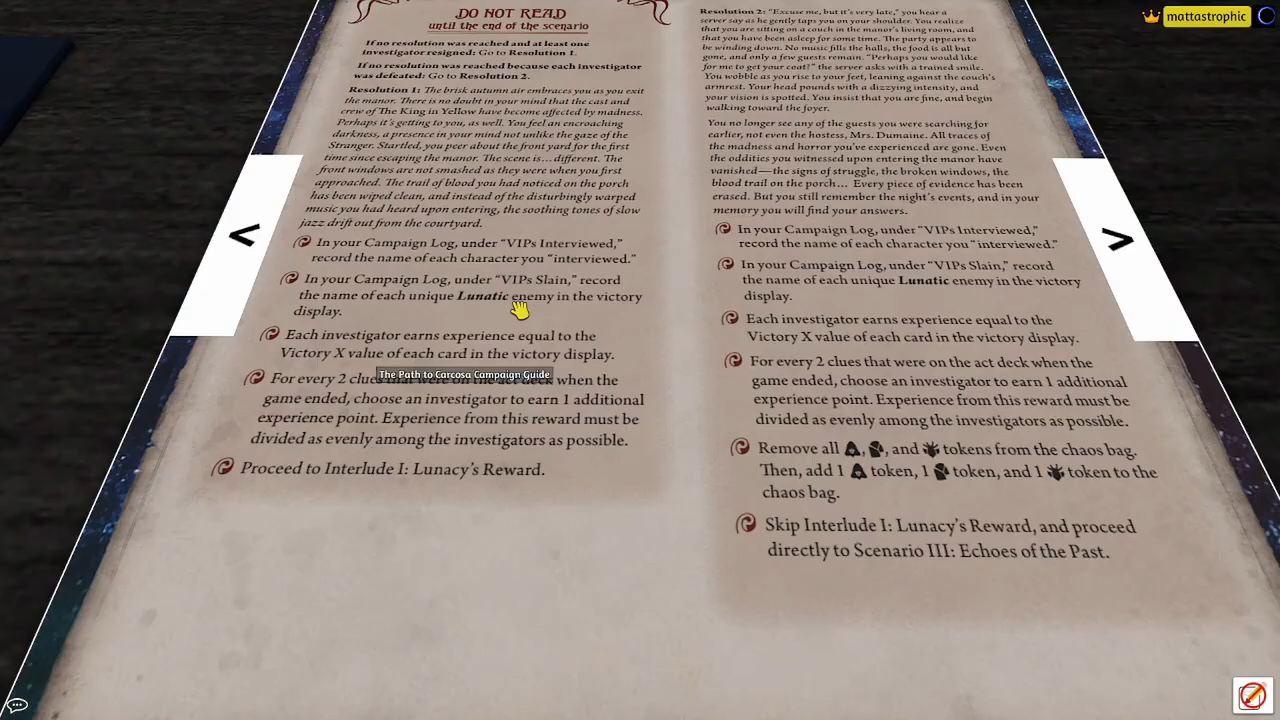 DO NOT READ
until the end of the scenario
If no resolution was reached and at least one
investigator resigned: Go to Resolution 1.
If no resolution was reached because each investigator
was defeated: Go to Resolution 2.
Resolution 1: The brisk autumn air embraces you as you exit
the manor. There is no doubt in your mind that the cast and
crew of The King in Yellow have become affected by madness.
Perhaps it's getting to you, as well. You feel an encroaching
darkness, a presence in your mind not unlike the gaze of the
Stranger. Startled, you peer about the front yard for the first
time since escaping the manor. The scene is…different. The
front windows are not smashed as they were when you first
approached. The trail of blood you had noticed on the porch
has been wiped clean, and instead of the disturbingly warped
music you had heard upon entering, the soothing tones of slow
jazz drift out from the courtyard.
In your Campaign Log, under “VIPs Interviewed,”
record the name of each character you “interviewed.”
In your Campaign Log, under “VIPs Slain,” record
the name of each unique Lunatic enemy in the victory
display.
Each investigator earns experience equal to the
Victory X value of each card in the victory display.
For every 2 clues that were on the act deck when the
game ended, choose an investigator to earn 1 additional
experience point. Experience from this reward must be
divided as evenly among the investigators as possible.
Proceed to Interlude I: Lunacy's Reward.
The Path to Carcosa Campaign Guide
Resolution 2: “Excuse me, but it's very late,” you hear a
server say as he gently taps you on your shoulder. You realize
that you are sitting on a couch in the manor's living room, and
that you have been asleep for some time. The party appears to
be winding down. No music fills the halls, the food is all but
gone, and only a few guests remain. “Perhaps you would like
for me to get your coat?” the server asks with a trained smile.
You wobble as you rise to your feet, leaning against the couch's
armrest. Your head pounds with a dizzying intensity, and
your vision is spotted. You insist that you are fine, and begin
walking toward the foyer.
You no longer see any of the guests you were searching for
earlier, not even the hostess, Mrs. Dumaine. All traces of
the madness and horror you've experienced are gone. Even
the oddities you witnessed upon entering the manor have
vanished—the signs of struggle, the broken windows, the
blood trail on the porch… Every piece of evidence has been
erased. But you still remember the night's events, and in your
memory you will find your answers.
In your Campaign Log, under “VIPs Interviewed,”
record the name of each character you “interviewed.”
In your Campaign Log, under “VIPs Slain,” record
the name of each unique Lunatic enemy in the victory
display.
Each investigator earns experience equal to the
Victory X value of each card in the victory display.
For every 2 clues that were on the act deck when the
game ended, choose an investigator to earn 1 additional
experience point. Experience from this reward must be
divided as evenly among the investigators as possible.
Remove all , , and tokens from the chaos bag.
Then, add 1 token, 1 token, and 1 token to the
chaos bag.
Skip Interlude I: Lunacy's Reward, and proceed
directly to Scenario III: Echoes of the Past.
<
>
mattastrophic